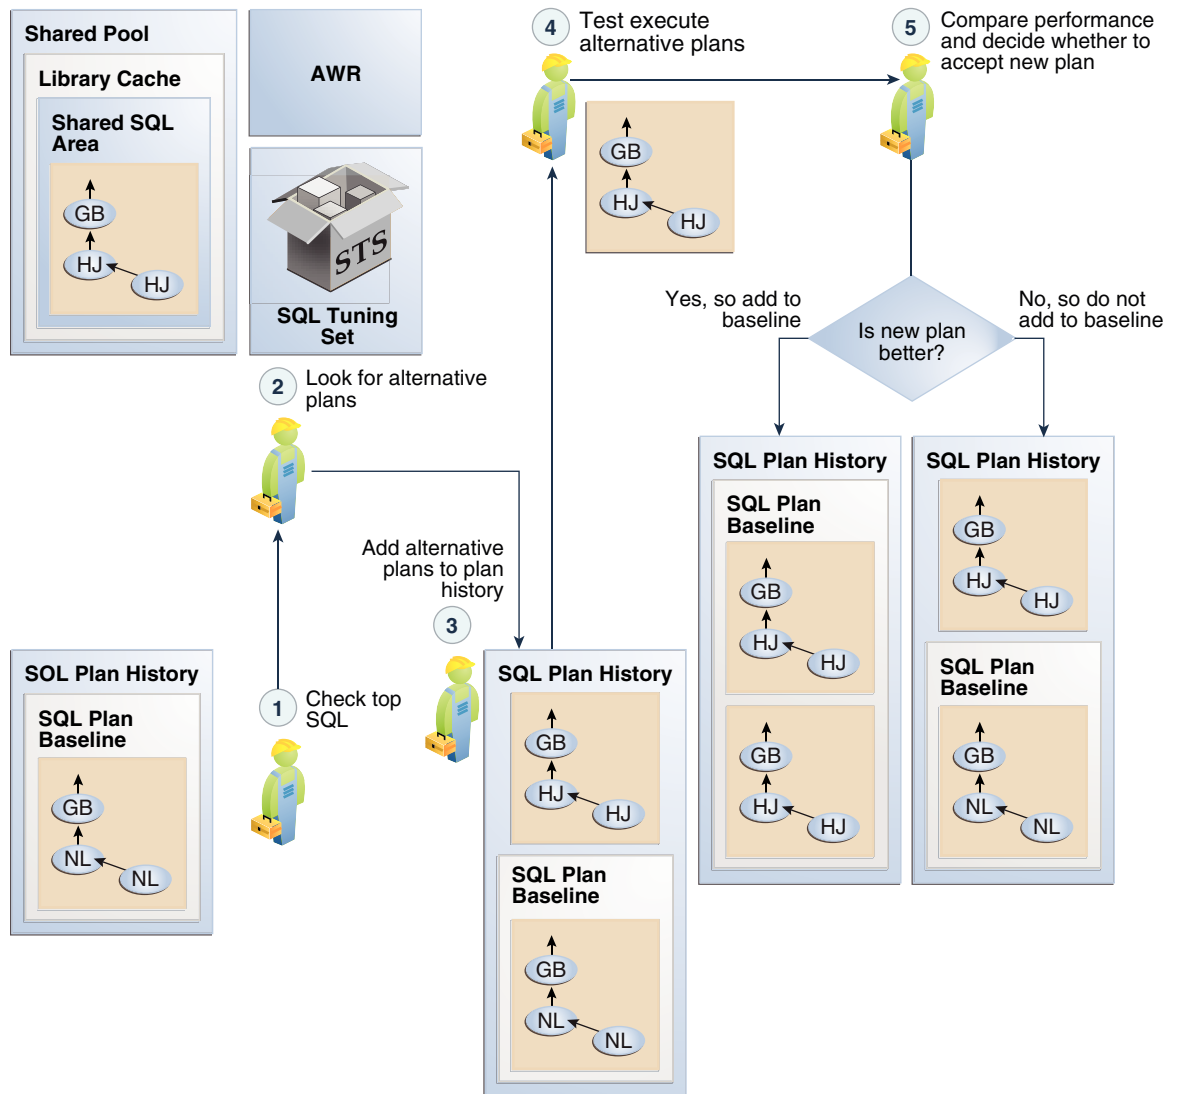 Shared Pool
Library Cache
Shared SQL
Area
GB
HJ
HJ
AWR
STS
SQL Tuning
Set
4
Test execute
alternative plans
GB
HJ
HJ
5
Compare performance
and decide whether to
accept new plan
Yes, so add to
baseline
Is new plan
better?
No, so do not
add to baseline
2
Look for alternative
plans
Add alternative
plans to plan
history
3
1
Check top
SQL
SOL Plan History
SQL Plan
Baseline
GB
NL
NL
SQL Plan History
GB
HJ
HJ
SQL Plan
Baseline
GB
NL
NL
SQL Plan History
SQL Plan
Baseline
GB
HJ
HJ
GB
HJ
HJ
SQL Plan History
GB
HJ
HJ
SQL Plan
Baseline
GB
NL
NL